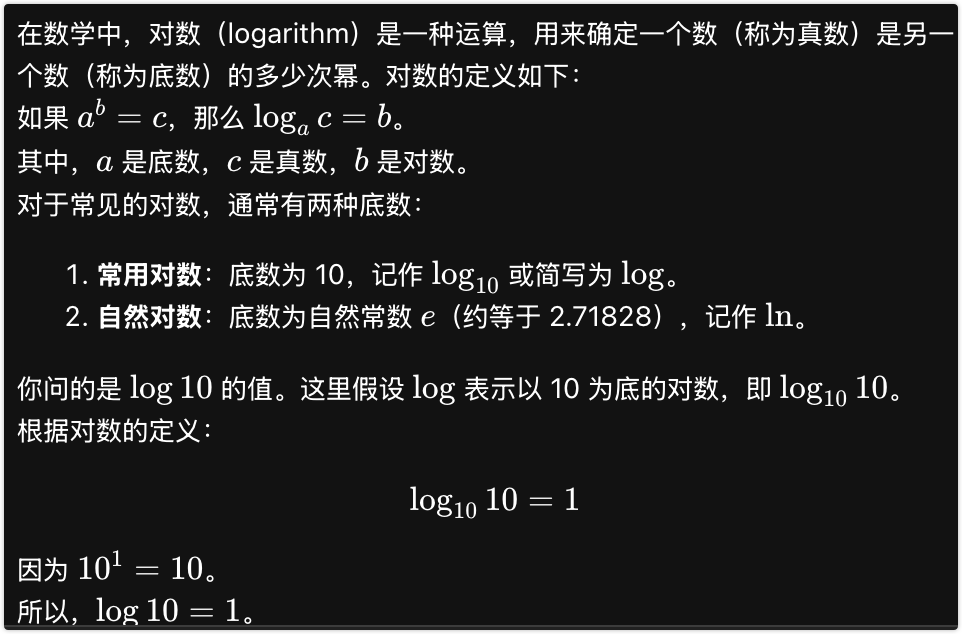 在数学中，对数（logarithm）是一种运算，用来确定一个数（称为真数）是另一
个数（称为底数）的多少次幂。对数的定义如下：
如果 $a^b = c$，那么 $\log_a c = b$。
其中，$a$ 是底数，$c$ 是真数，$b$ 是对数。
对于常见的对数，通常有两种底数：
1. 常用对数：底数为 10，记作 $\log_{10}$ 或简写为 $\log$。
2. 自然对数：底数为自然常数 $e$（约等于 2.71828），记作 $\ln$。
你问的是 $\log 10$ 的值。这里假设 $\log$ 表示以 10 为底的对数，即 $\log_{10} 10$。
根据对数的定义：
$\log_{10} 10 = 1$
因为 $10^1 = 10$。
所以，$\log 10 = 1$。